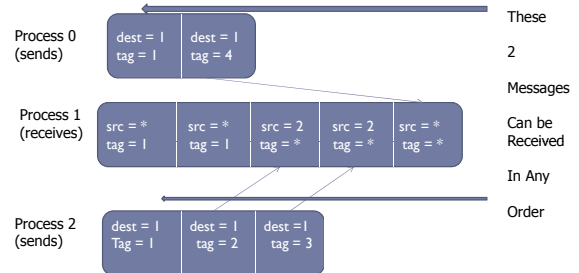 Process 0
(sends)
dest = 1 dest = 1
tag = 1 tag = 4
Process 1
(receives)
src = * src = * src = 2 src = 2 src = *
tag = 1 tag = 1 tag = * tag = * tag = *
Process 2
(sends)
dest = 1 dest = 1 dest =1
Tag = 1 tag = 2 tag = 3
These
2
Messages
Can be
Received
In Any
Order